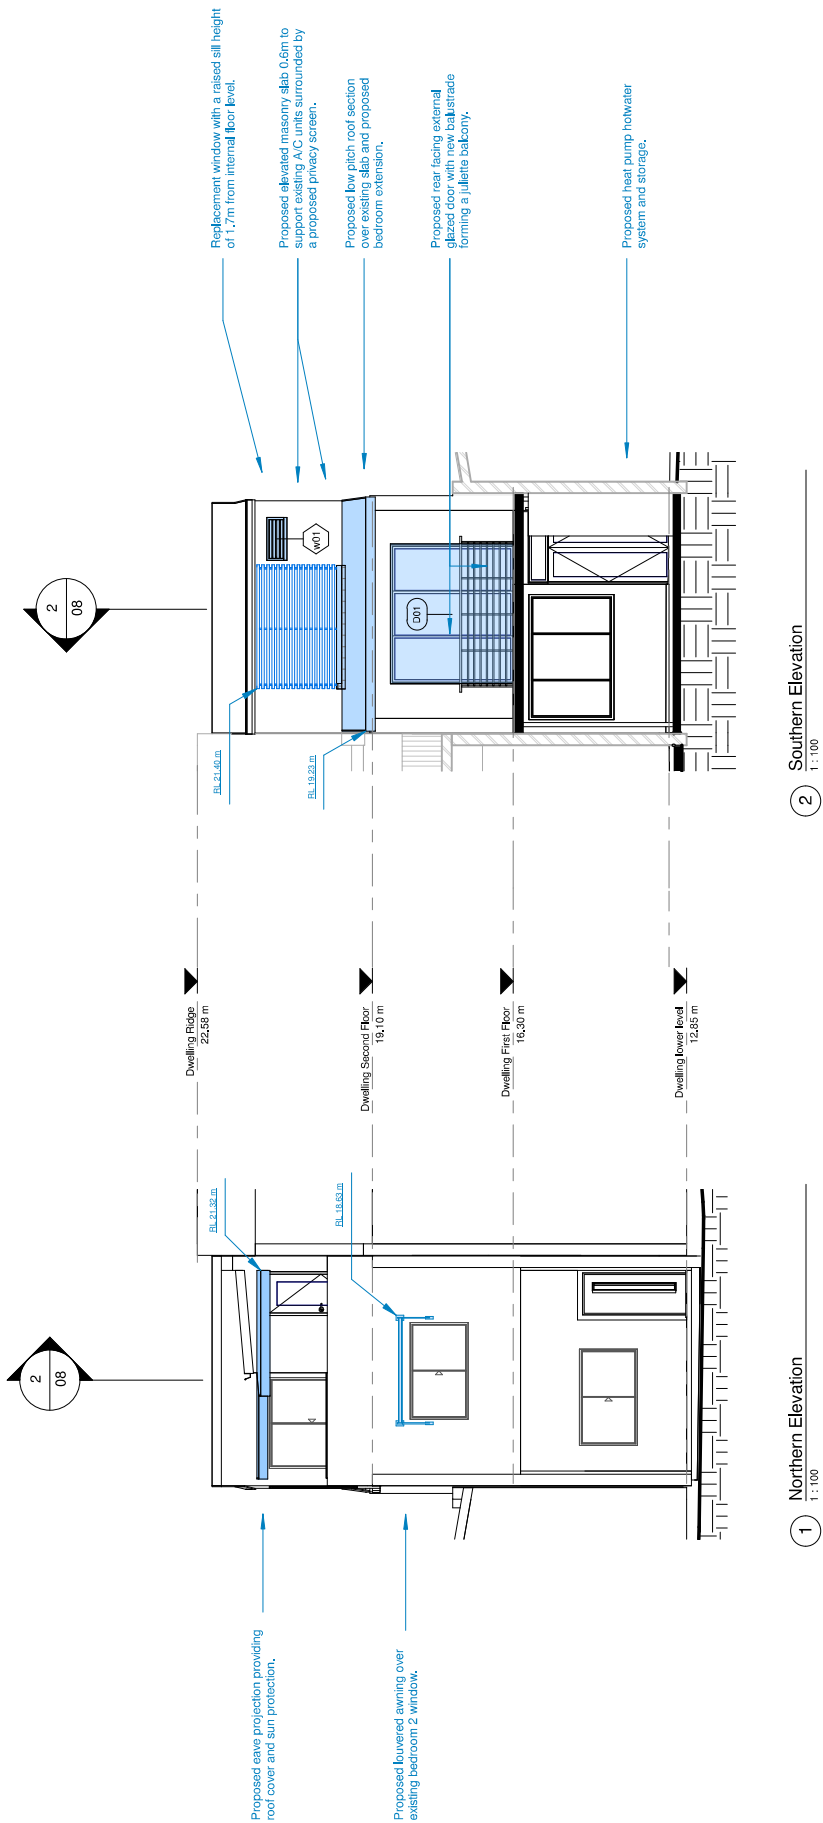 Proposed eave projection providing
roof cover and sun protection.
Proposed louvered awning over
existing bedroom 2 window.
2
08
RL 21.32 m
RL 18.63 m
1
Northern Elevation
1 : 100
Dwelling Ridge
22.58 m
Dwelling Second Floor
19.10 m
Dwelling First Floor
16.30 m
Dwelling lower level
12.85 m
2
08
RL 21.40 m
RL 19.23 m
w01
D01
2
Southern Elevation
1 : 100
Replacement window with a raised sill height
of 1.7m from internal floor level.
Proposed elevated masonry slab 0.6m to
support existing A/C units surrounded by
a proposed privacy screen.
Proposed low pitch roof section
over existing slab and proposed
bedroom extension.
Proposed rear facing external
glazed door with new balustrade
forming a juliette balcony.
Proposed heat pump hotwater
system and storage.